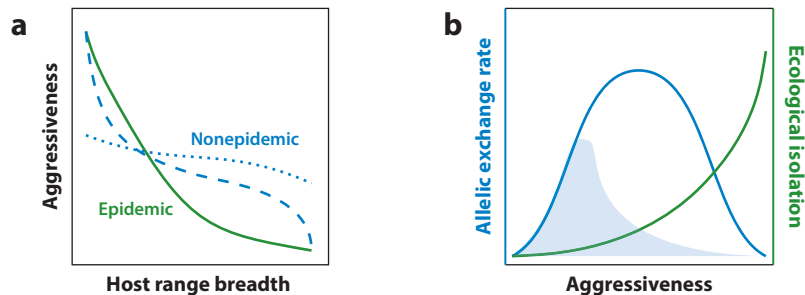 a
Aggressiveness
Nonepidemic
Epidemic
Host range breadth
b
Allelic exchange rate
Ecological isolation
Aggressiveness